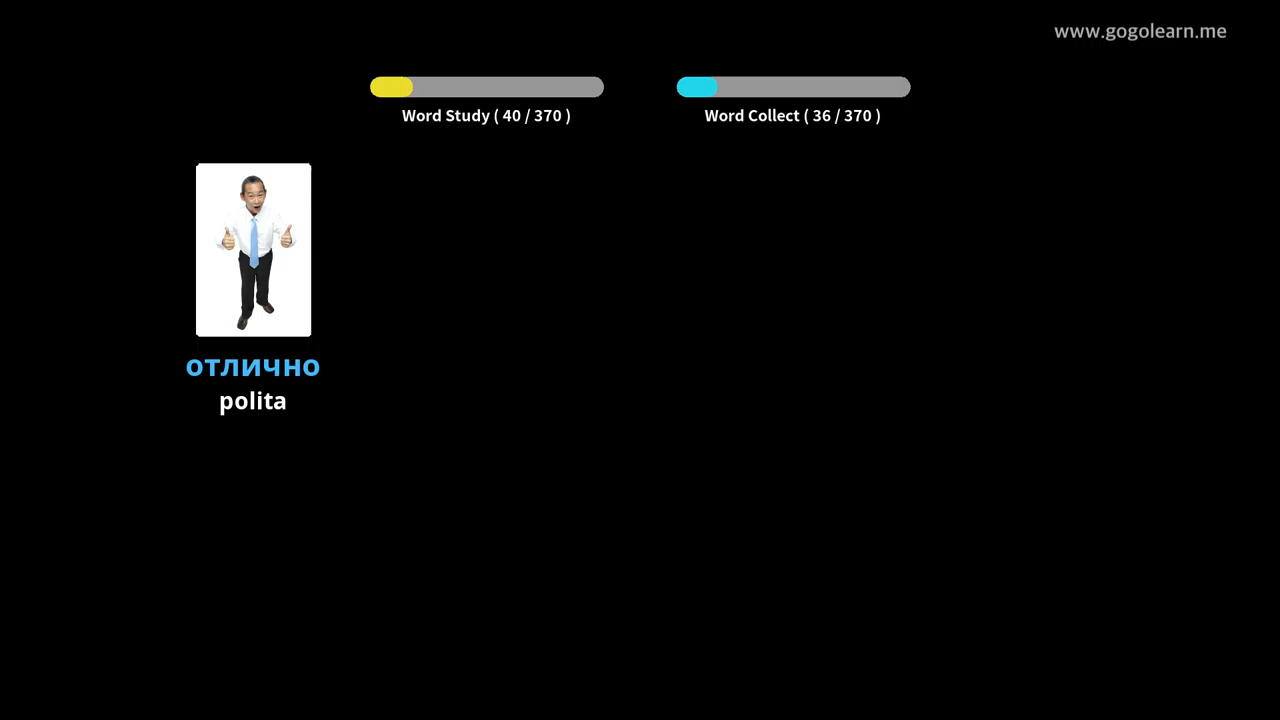 www.gogolearn.me
Word Study ( 40 / 370 )
Word Collect ( 36 / 370 )
отлично
polita